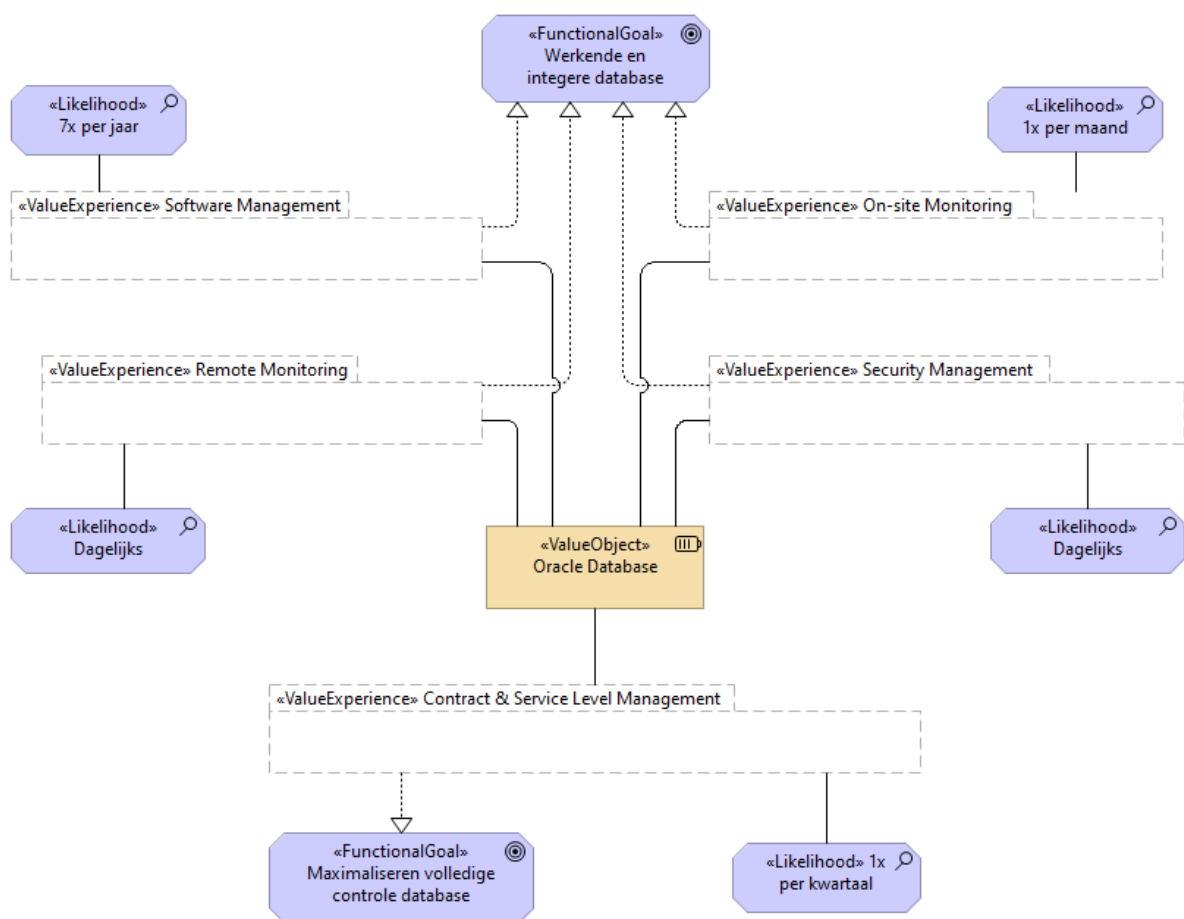 «FunctionalGoal»
Werkende en
integere database
«Likelihood»
7x per jaar
«Likelihood»
1x per maand
«ValueExperience» Software Management
«ValueExperience» On-site Monitoring
«ValueExperience» Remote Monitoring
«ValueExperience» Security Management
«Likelihood»
Dagelijks
«ValueObject»
Oracle Database
«Likelihood»
Dagelijks
«ValueExperience» Contract & Service Level Management
«FunctionalGoal»
Maximaliseren volledige
controle database
«Likelihood» 1x
per kwartaal